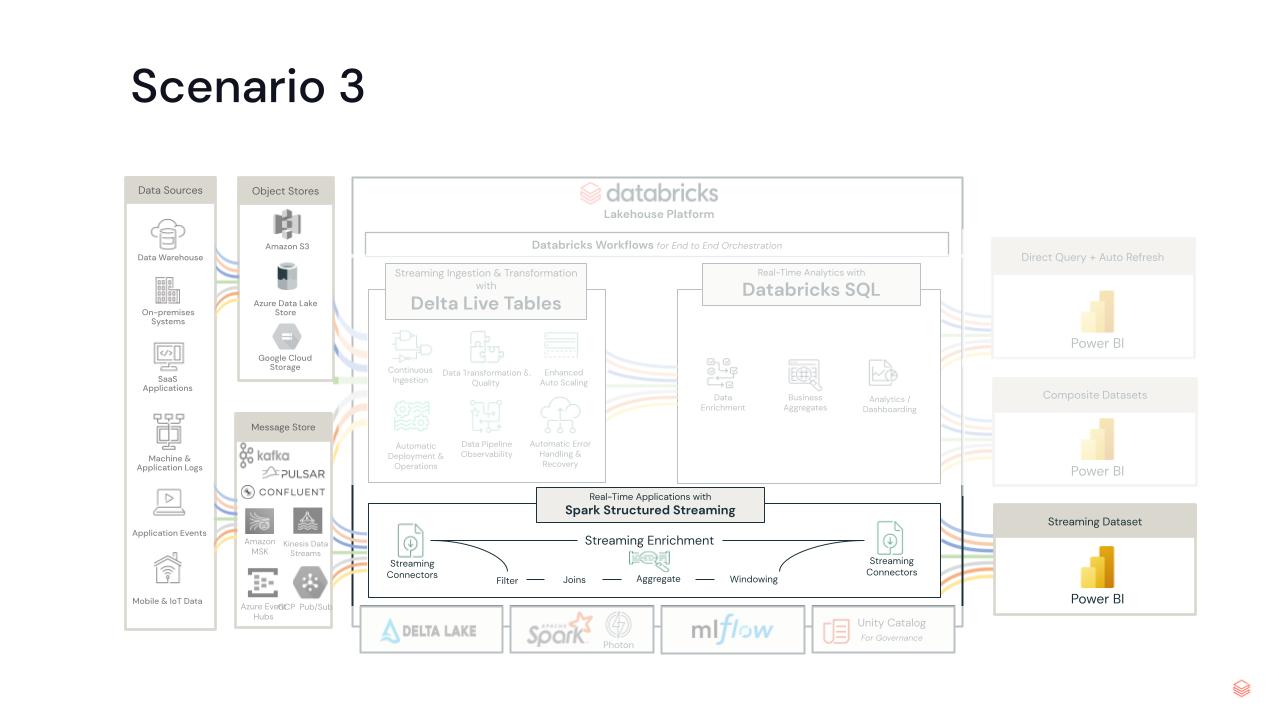 Scenario 3
Data Sources
Data Warehouse
On-premises
Systems
SaaS
Applications
Machine &
Application Logs
Application Events
Mobile & IoT Data
Object Stores
Amazon S3
Azure Data Lake
Store
Google Cloud
Storage
Message Store
kafka
PULSAR
CONFLUENT
Amazon
MSK
Kinesis Data
Streams
Azure Event
Hubs
GCP Pub/Sub
databricks
Lakehouse Platform
Databricks Workflows for End to End Orchestration
Streaming Ingestion & Transformation
with
Delta Live Tables
Continuous
Ingestion
Data Transformation &
Quality
Enhanced
Auto Scaling
Automatic
Deployment &
Operations
Data Pipeline
Observability
Automatic Error
Handling &
Recovery
Real-Time Analytics with
Databricks SQL
Data
Enrichment
Business
Aggregates
Analytics /
Dashboarding
Real-Time Applications with
Spark Structured Streaming
Streaming
Connectors
Streaming Enrichment
Filter
Joins
Aggregate
Windowing
Streaming
Connectors
DELTA LAKE
APACHE
Spark
Photon
mlflow
Unity Catalog
For Governance
Direct Query + Auto Refresh
Power BI
Composite Datasets
Power BI
Streaming Dataset
Power BI